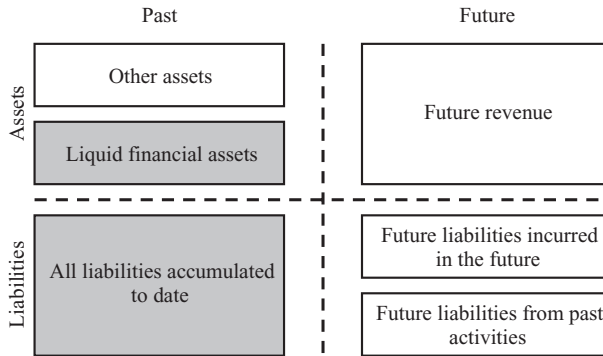 Past
Future
Assets
Other assets
Liquid financial assets
Future revenue
Liabilities
All liabilities accumulated
to date
Future liabilities incurred
in the future
Future liabilities from past
activities